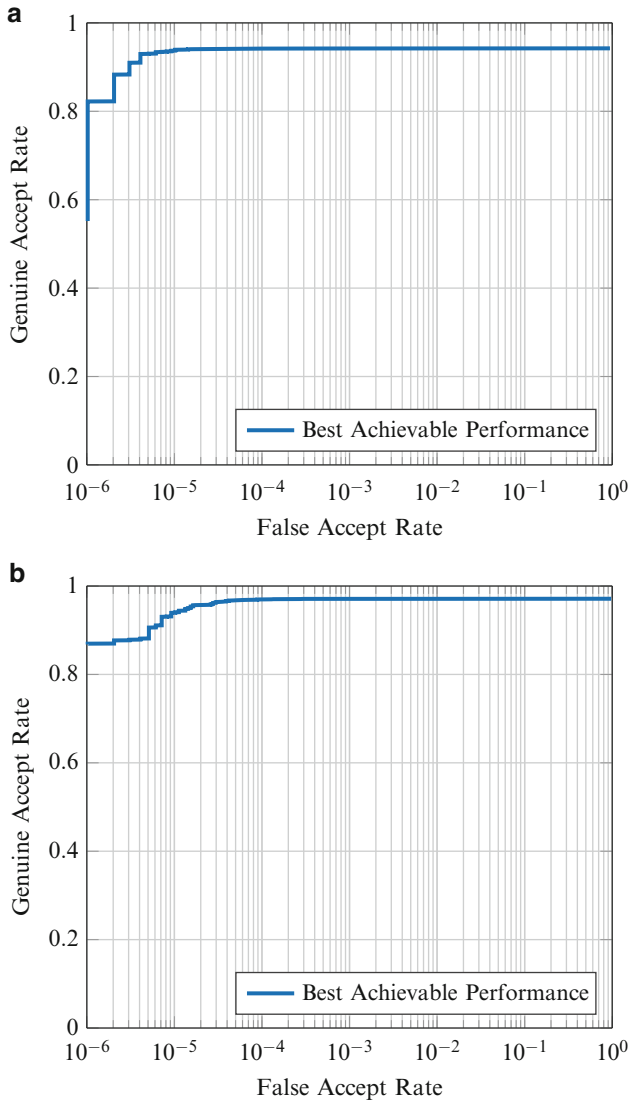 a
1
0.8
0.6
0.4
0.2
0
Genuine Accept Rate
Best Achievable Performance
10⁻⁶ 10⁻⁵ 10⁻⁴ 10⁻³ 10⁻² 10⁻¹ 10⁰
False Accept Rate
b
1
0.8
0.6
0.4
0.2
0
Genuine Accept Rate
Best Achievable Performance
10⁻⁶ 10⁻⁵ 10⁻⁴ 10⁻³ 10⁻² 10⁻¹ 10⁰
False Accept Rate